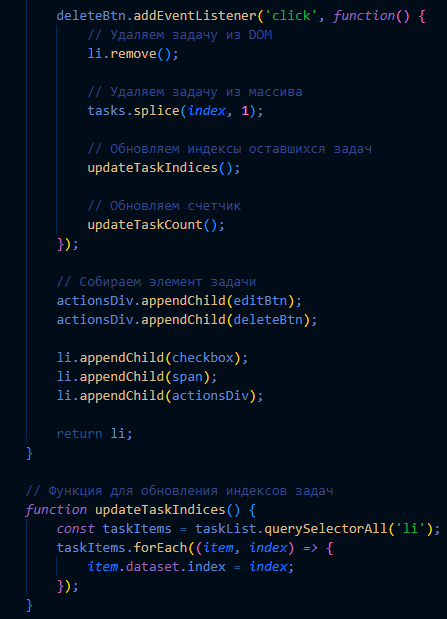 deleteBtn.addEventListener('click', function() {
// Удаляем задачу из DOM
li.remove();
// Удаляем задачу из массива
tasks.splice(index, 1);
// Обновляем индексы оставшихся задач
updateTaskIndices();
// Обновляем счетчик
updateTaskCount();
});
// Собираем элемент задачи
actionsDiv.appendChild(editBtn);
actionsDiv.appendChild(deleteBtn);
li.appendChild(checkbox);
li.appendChild(span);
li.appendChild(actionsDiv);
return li;
}
// Функция для обновления индексов задач
function updateTaskIndices() {
const taskItems = taskList.querySelectorAll('li');
taskItems.forEach((item, index) => {
item.dataset.index = index;
});
}